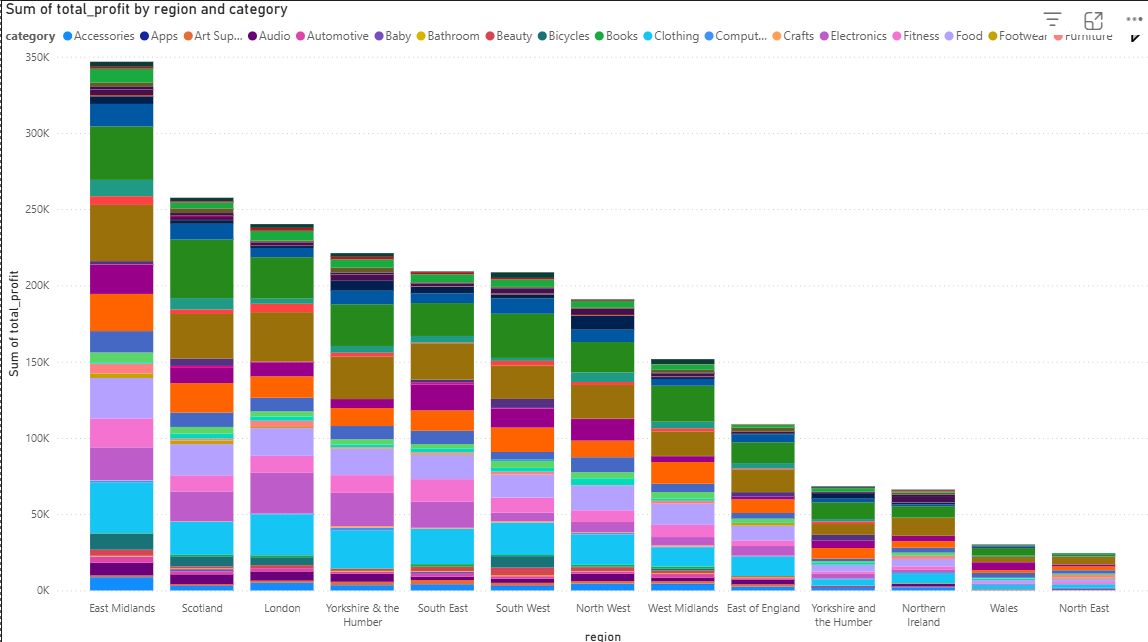 Sum of total_profit by region and category
category Accessories Apps Art Sup... Audio Automotive Baby Bathroom Beauty Bicycles Books Clothing Comput... Crafts Electronics Fitness Food Footwear Furniture
350K
300K
250K
200K
150K
100K
50K
0K
Sum of total_profit
East Midlands
Scotland
London
Yorkshire & the
Humber
South East
South West
North West
West Midlands
East of England
Yorkshire and
the Humber
Northern
Ireland
Wales
North East
region